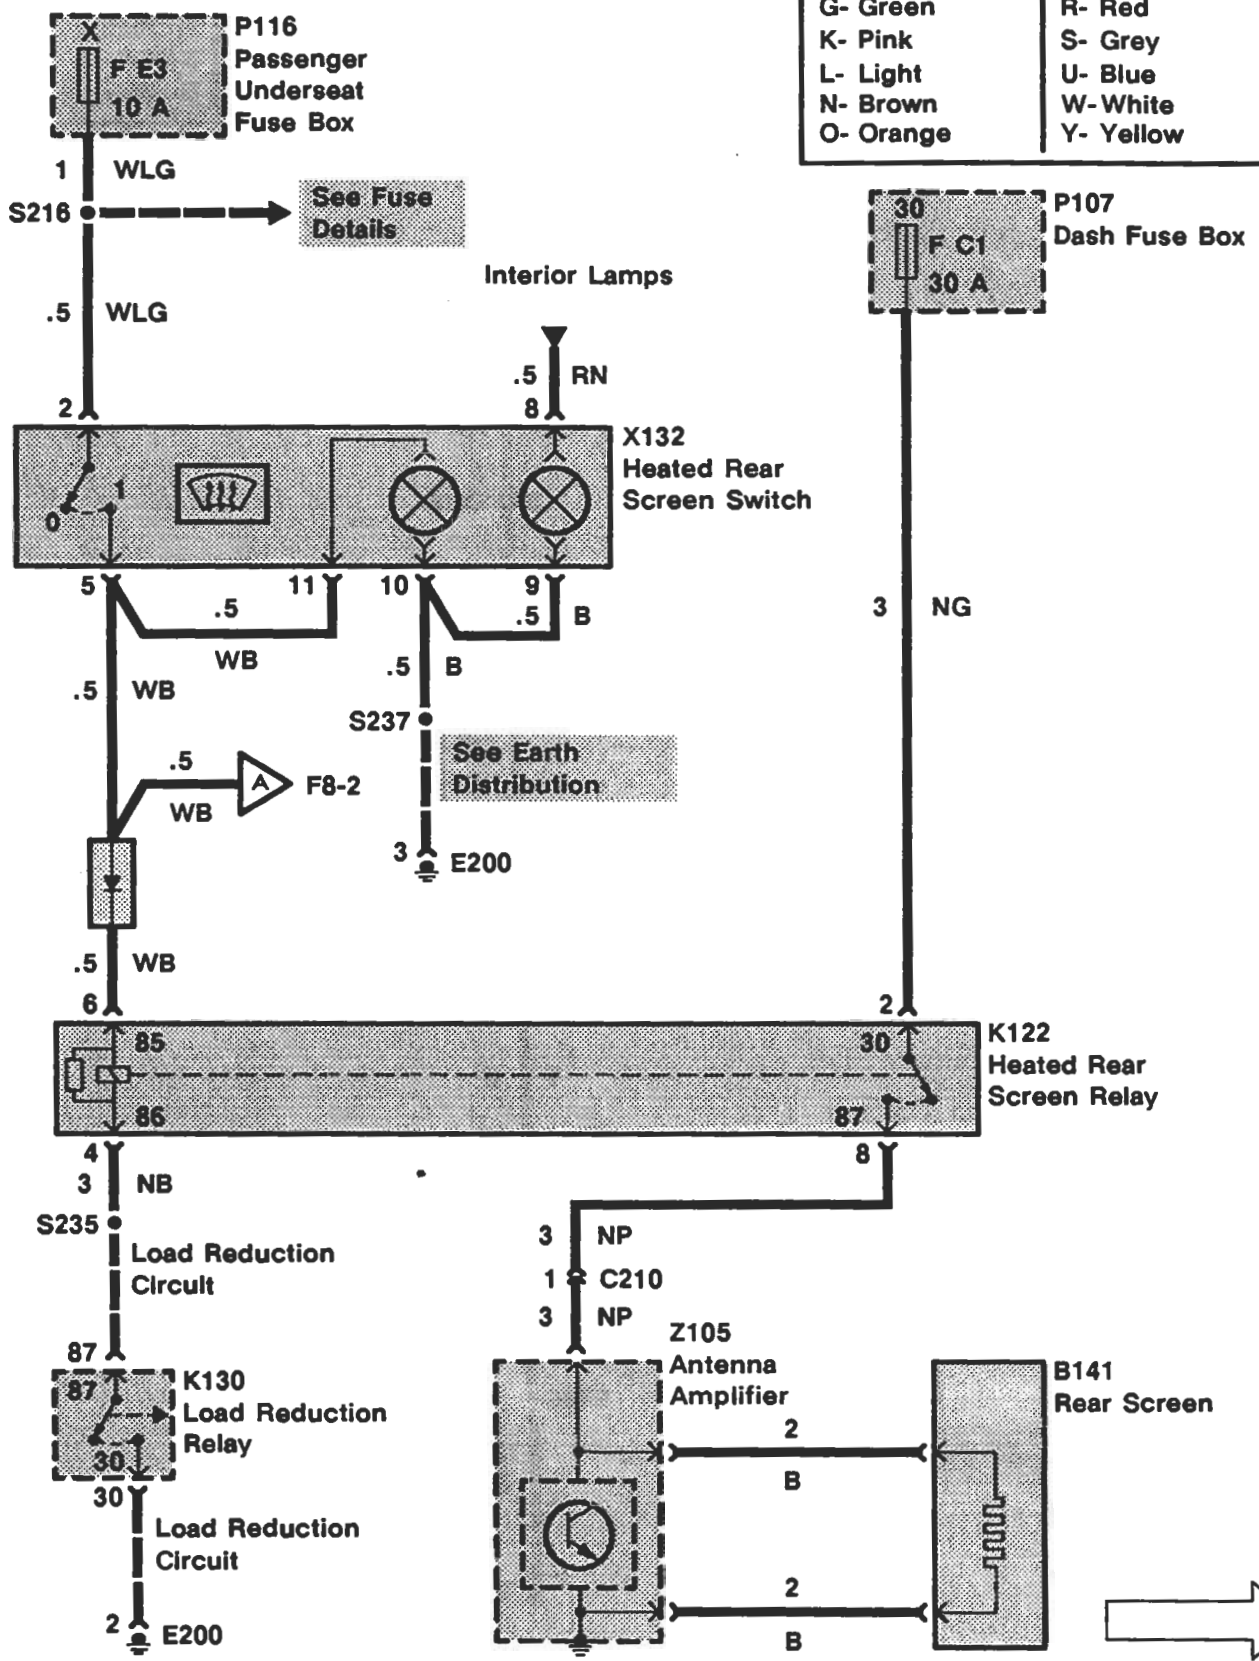 G- Green
R- Red
K- Pink
S- Grey
L- Light
U- Blue
N- Brown
W- White
O- Orange
Y- Yellow
X
F E3
10 A
P116
Passenger
Underseat
Fuse Box
1 WLG
S216
See Fuse
Details
.5 WLG
Interior Lamps
30
F C1
30 A
P107
Dash Fuse Box
.5 RN
2
8
0
1
X132
Heated Rear
Screen Switch
5
11
10
9
.5
WB
.5 B
.5 WB
.5 B
3 NG
S237
See Earth
Distribution
.5
WB
A
F8-2
3
E200
.5 WB
6
2
85
86
30
87
K122
Heated Rear
Screen Relay
4
8
3 NB
S235
Load Reduction
Circuit
3 NP
1 C210
3 NP
87
87
30
K130
Load Reduction
Relay
30
Load Reduction
Circuit
2
E200
Z105
Antenna
Amplifier
2
B
2
B
B141
Rear Screen